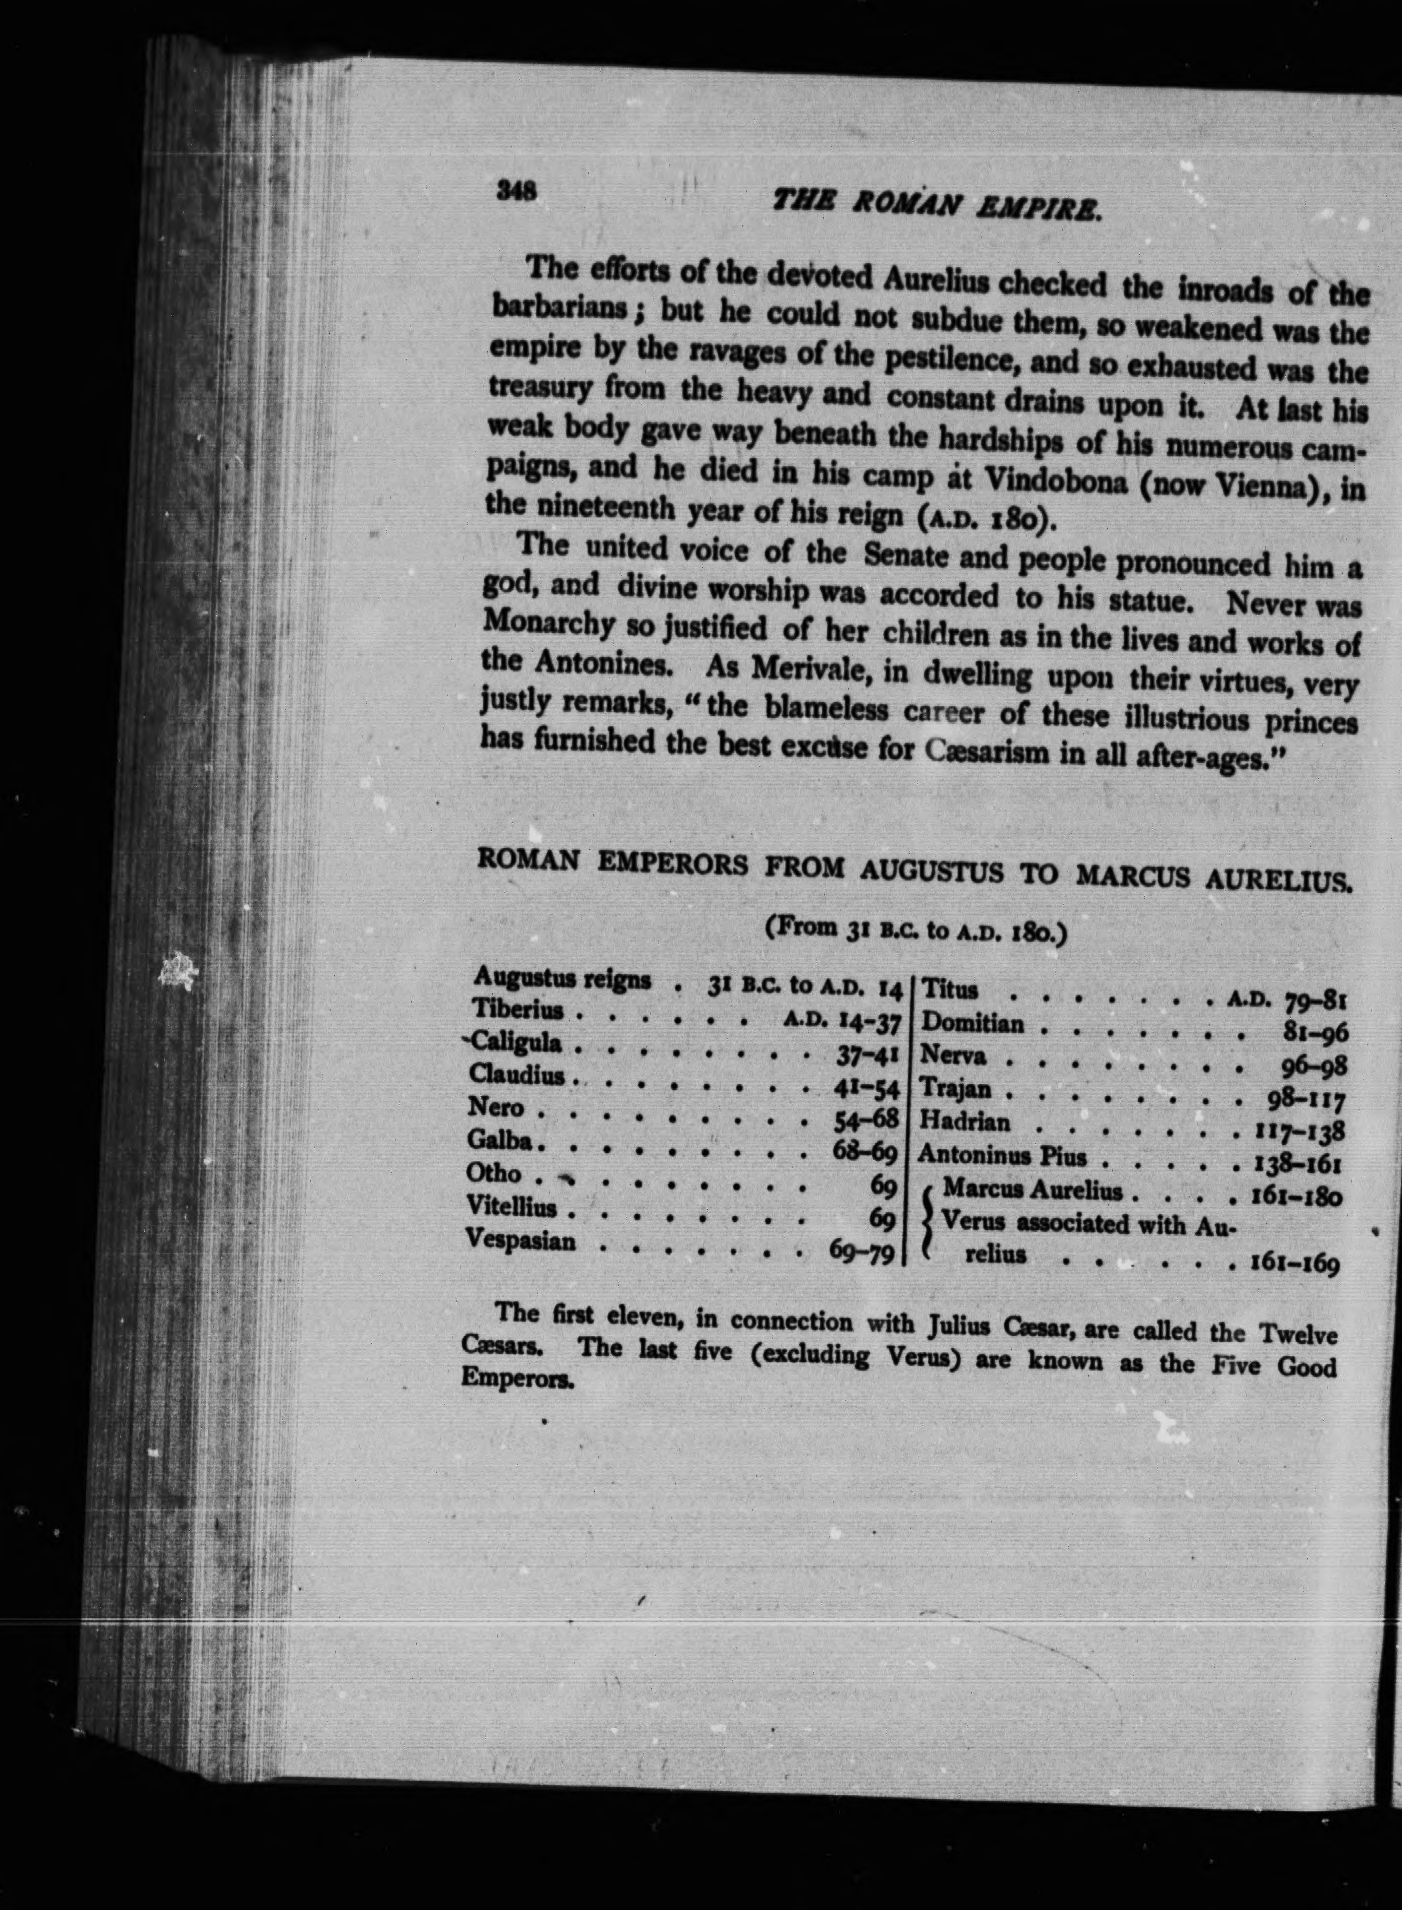 348
THE ROMAN EMPIRE.
The efforts of the devoted Aurelius checked the inroads of the
barbarians; but he could not subdue them, so weakened was the
empire by the ravages of the pestilence, and so exhausted was the
treasury from the heavy and constant drains upon it. At last his
weak body gave way beneath the hardships of his numerous cam-
paigns, and he died in his camp at Vindobona (now Vienna), in
the nineteenth year of his reign (A.D. 180).
The united voice of the Senate and people pronounced him a
god, and divine worship was accorded to his statue. Never was
Monarchy so justified of her children as in the lives and works of
the Antonines. As Merivale, in dwelling upon their virtues, very
justly remarks, "the blameless career of these illustrious princes
has furnished the best excuse for Cæsarism in all after-ages."
ROMAN EMPERORS FROM AUGUSTUS TO MARCUS AURELIUS.
(From 31 B.C. to A.D. 180.)
Augustus reigns . 31 B.C. to A.D. 14
Tiberius . . . . . . A.D. 14-37
Caligula . . . . . . . . 37-41
Claudius . . . . . . . . 41-54
Nero . . . . . . . . . 54-68
Galba . . . . . . . . . 68-69
Otho . . . . . . . . . 69
Vitellius . . . . . . . . 69
Vespasian . . . . . . . 69-79
Titus . . . . . . . A.D. 79-81
Domitian . . . . . . . 81-96
Nerva . . . . . . . . 96-98
Trajan . . . . . . . . 98-117
Hadrian . . . . . . . 117-138
Antoninus Pius . . . . . 138-161
Marcus Aurelius . . . . 161-180
Verus associated with Au-
relius . . . . . . 161-169
The first eleven, in connection with Julius Cæsar, are called the Twelve
Cæsars. The last five (excluding Verus) are known as the Five Good
Emperors.